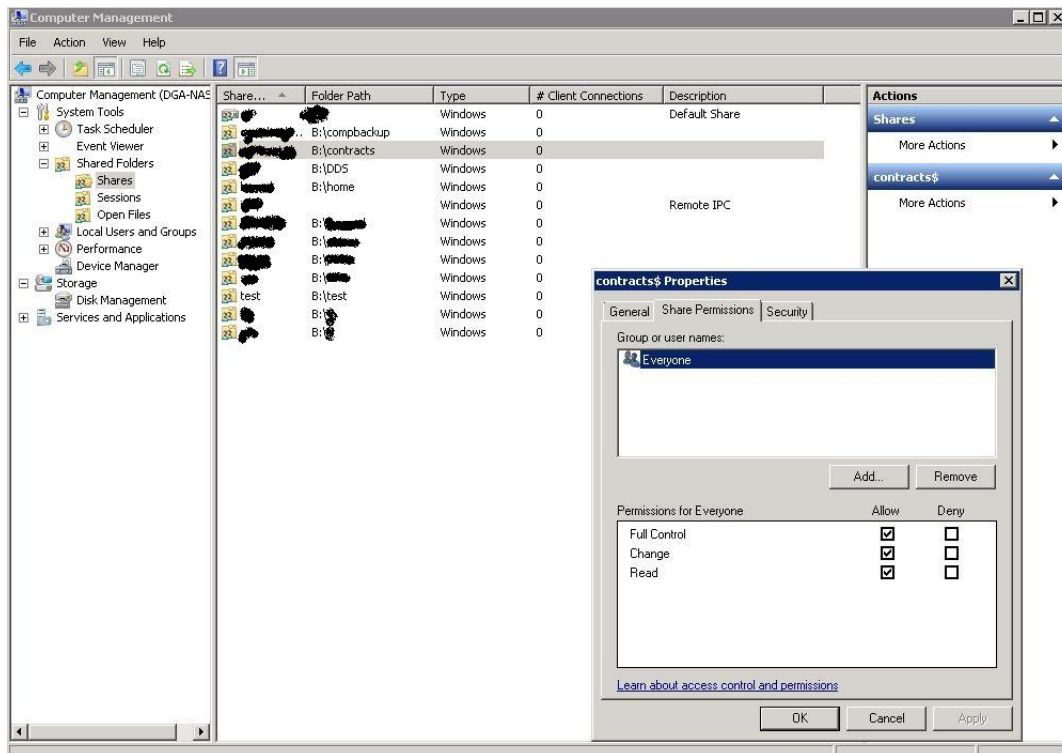 Computer Management
File Action View Help
Computer Management (DGA-NAS
System Tools
Task Scheduler
Event Viewer
Shared Folders
Shares
Sessions
Open Files
Local Users and Groups
Performance
Device Manager
Storage
Disk Management
Services and Applications
Share... Folder Path Type # Client Connections Description
Windows 0 Default Share
.. B:\compbackup Windows 0
B:\contracts Windows 0
B:\DDS Windows 0
B:\home Windows 0
Windows 0 Remote IPC
B:\ Windows 0
B:\ Windows 0
B:\ Windows 0
B:\ Windows 0
test B:\test Windows 0
B:\ Windows 0
B:\ Windows 0
Actions
Shares
More Actions
contracts$
More Actions
contracts$ Properties
General Share Permissions Security
Group or user names:
Everyone
Add... Remove
Permissions for Everyone Allow Deny
Full Control
Change
Read
Learn about access control and permissions
OK Cancel Apply